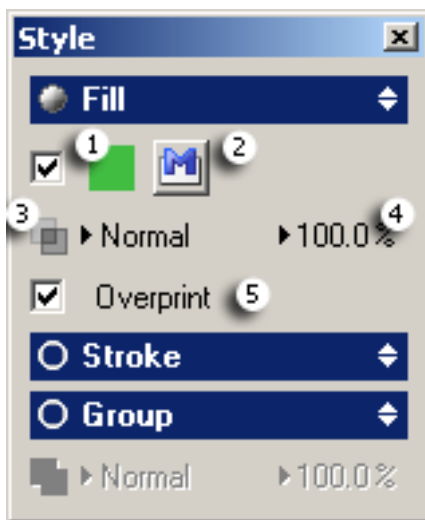 Style
Fill
1
M 2
3 Normal 100.0% 4
Overprint 5
Stroke
Group
Normal 100.0%